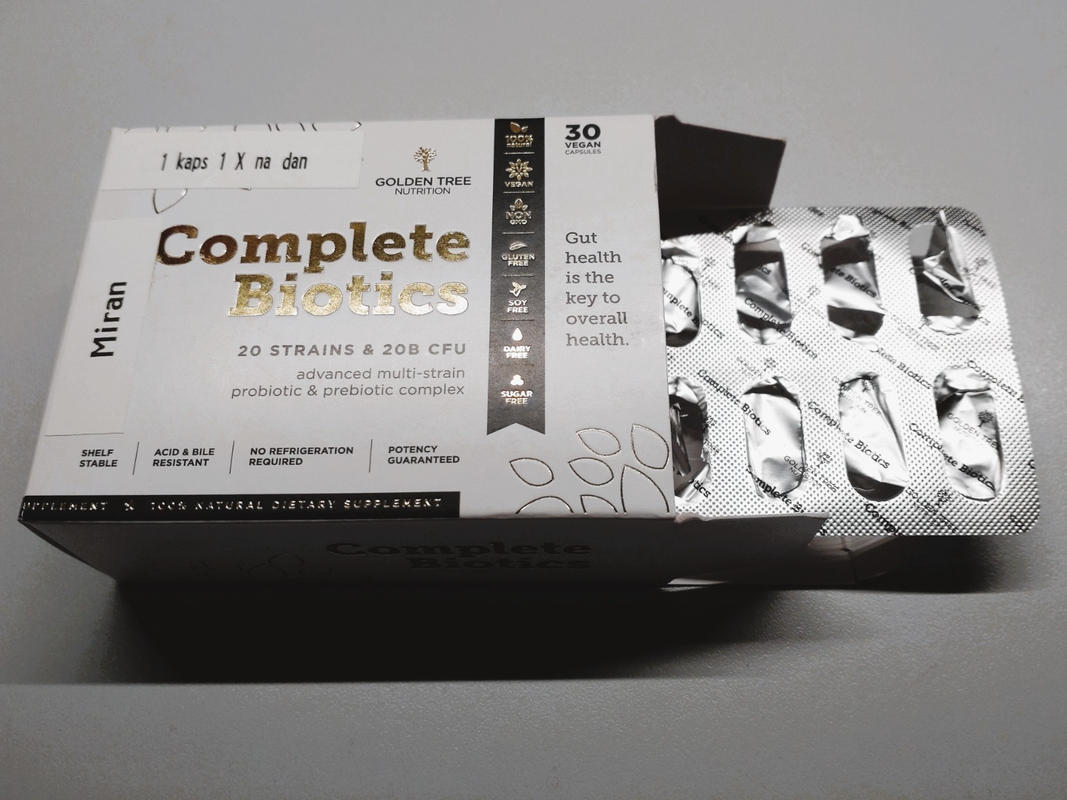 1 kaps 1 X na dan
Miran
GOLDEN TREE
NUTRITION
Complete
Biotics
20 STRAINS & 20B CFU
advanced multi-strain
probiotic & prebiotic complex
SHELF
STABLE
ACID & BILE
RESISTANT
NO REFRIGERATION
REQUIRED
POTENCY
GUARANTEED
100%
natural
VEGAN
NON
GMO
GLUTEN
FREE
SOY
FREE
DAIRY
FREE
SUGAR
FREE
30
VEGAN
CAPSULES
Gut
health
is the
key to
overall
health.
UPPLEMENT 100% NATURAL DIETARY SUPPLEMENT
Complete
Biotics
Complete Biotics
Complete Biotics
Complete Biotics
Complete Biotics
Complete Biotics